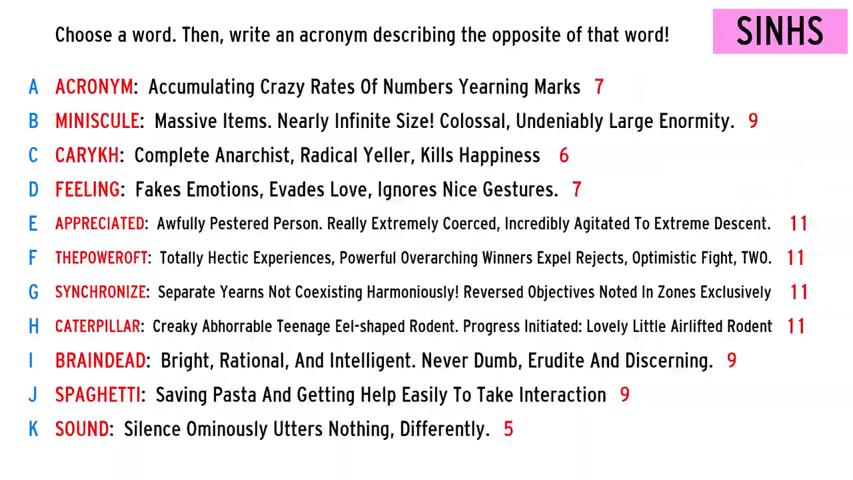 Choose a word. Then, write an acronym describing the opposite of that word!
SINHS
A ACRONYM: Accumulating Crazy Rates Of Numbers Yearning Marks 7
B MINISCULE: Massive Items. Nearly Infinite Size! Colossal, Undeniably Large Enormity. 9
C CARYKH: Complete Anarchist, Radical Yeller, Kills Happiness 6
D FEELING: Fakes Emotions, Evades Love, Ignores Nice Gestures. 7
E APPRECIATED: Awfully Pestered Person. Really Extremely Coerced, Incredibly Agitated To Extreme Descent. 11
F THEPOWEROFT: Totally Hectic Experiences, Powerful Overarching Winners Expel Rejects, Optimistic Fight, TWO. 11
G SYNCHRONIZE: Separate Yearns Not Coexisting Harmoniously! Reversed Objectives Noted In Zones Exclusively 11
H CATERPILLAR: Creaky Abhorrable Teenage Eel-shaped Rodent. Progress Initiated: Lovely Little Airlifted Rodent 11
I BRAINDEAD: Bright, Rational, And Intelligent. Never Dumb, Erudite And Discerning. 9
J SPAGHETTI: Saving Pasta And Getting Help Easily To Take Interaction 9
K SOUND: Silence Ominously Utters Nothing, Differently. 5